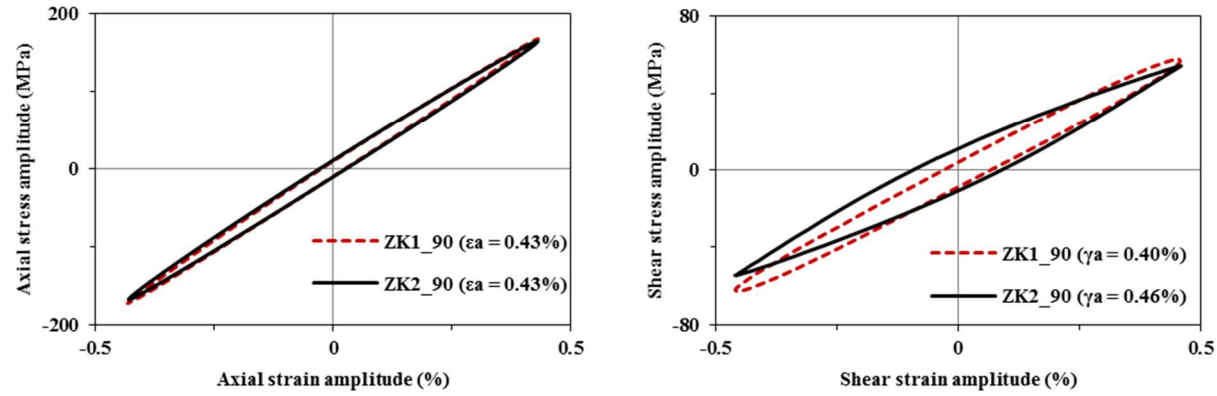 200
0
-200
-0.5
0
0.5
Axial stress amplitude (MPa)
Axial strain amplitude (%)
ZK1_90 (εa = 0.43%)
ZK2_90 (εa = 0.43%)
80
0
-80
-0.5
0
0.5
Shear stress amplitude (MPa)
Shear strain amplitude (%)
ZK1_90 (γa = 0.40%)
ZK2_90 (γa = 0.46%)